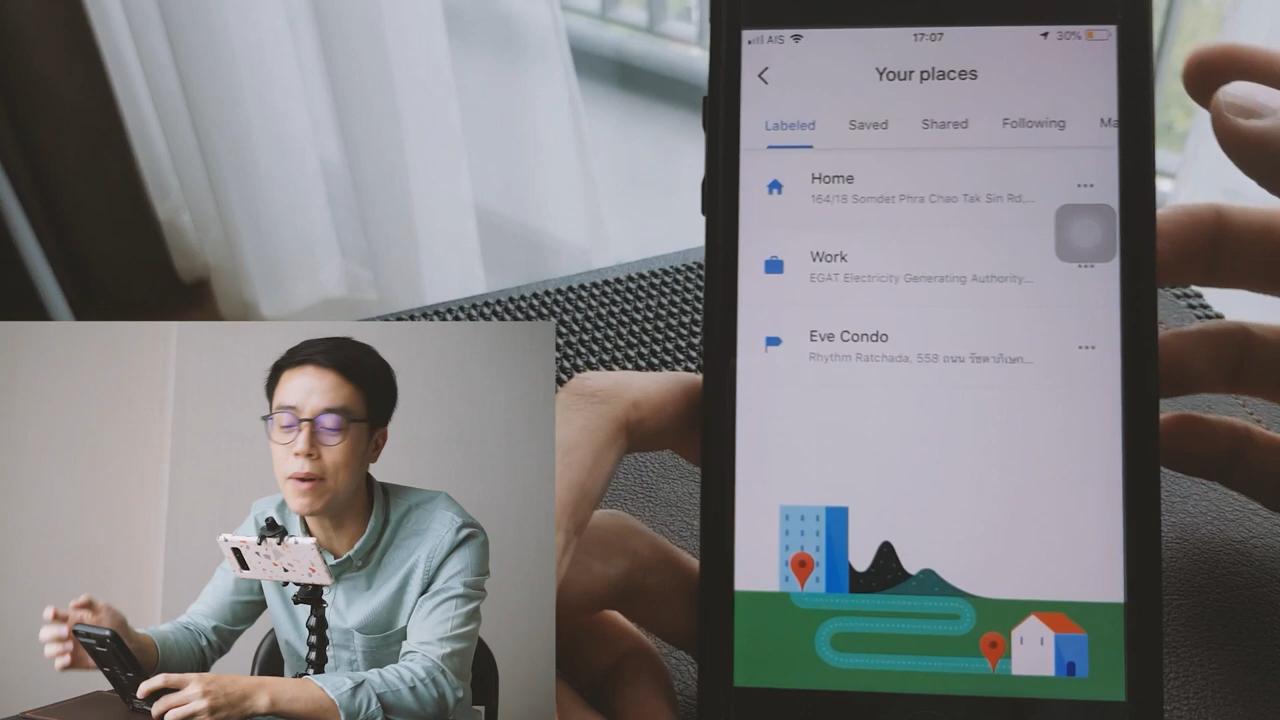 AIS
17:07
30%
Your places
Labeled
Saved
Shared
Following
Ma
Home
164/18 Somdet Phra Chao Tak Sin Rd,...
Work
EGAT Electricity Generating Authority...
Eve Condo
Rhythm Ratchada, 558 ถนน รัชดาภิเษก...